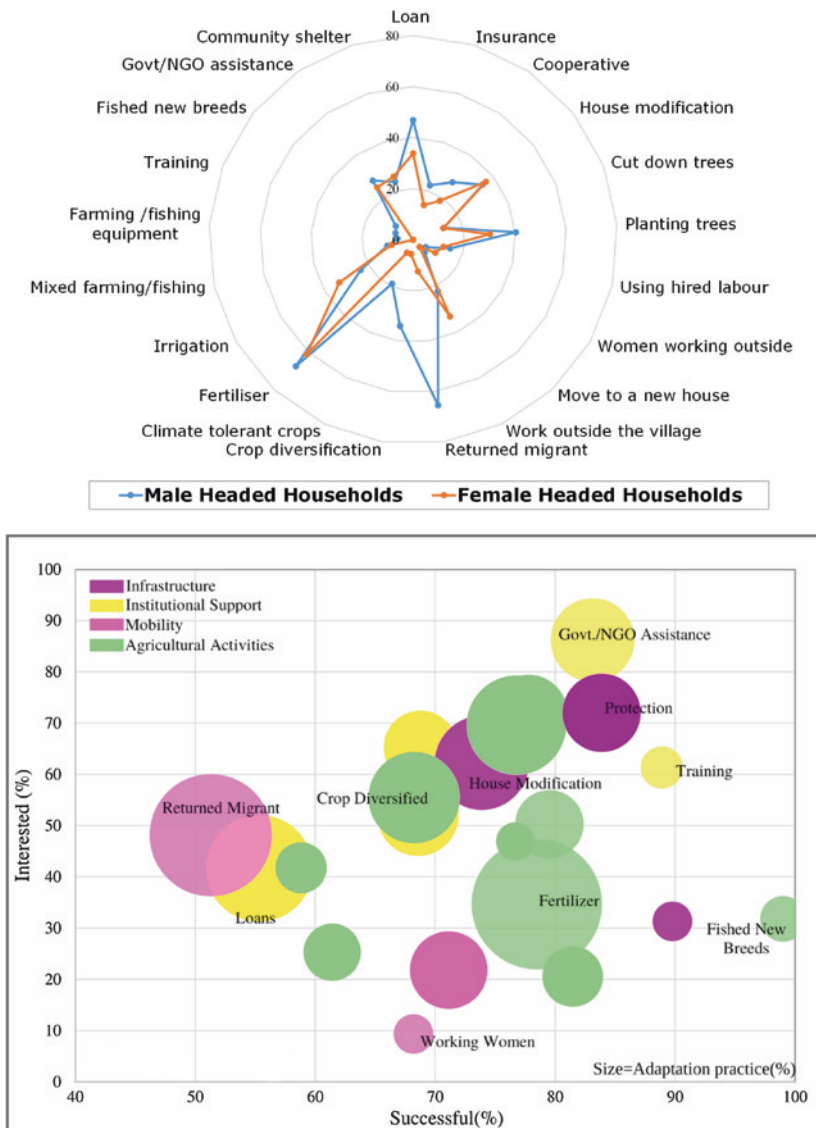 Loan
Community shelter
Insurance
Govt/NGO assistance
Cooperative
Fished new breeds
House modification
Training
Cut down trees
Farming /fishing
equipment
Planting trees
Mixed farming/fishing
Using hired labour
Irrigation
Women working outside
Fertiliser
Move to a new house
Climate tolerant crops
Work outside the village
Crop diversification
Returned migrant
80
60
40
20
Male Headed Households
Female Headed Households
100
90
80
70
60
50
40
30
20
10
0
Interested (%)
Infrastructure
Institutional Support
Mobility
Agricultural Activities
Govt./NGO Assistance
Protection
Training
House Modification
Crop Diversified
Returned Migrant
Loans
Fertilizer
Fished New
Breeds
Working Women
Size=Adaptation practice(%)
40 50 60 70 80 90 100
Successful(%)